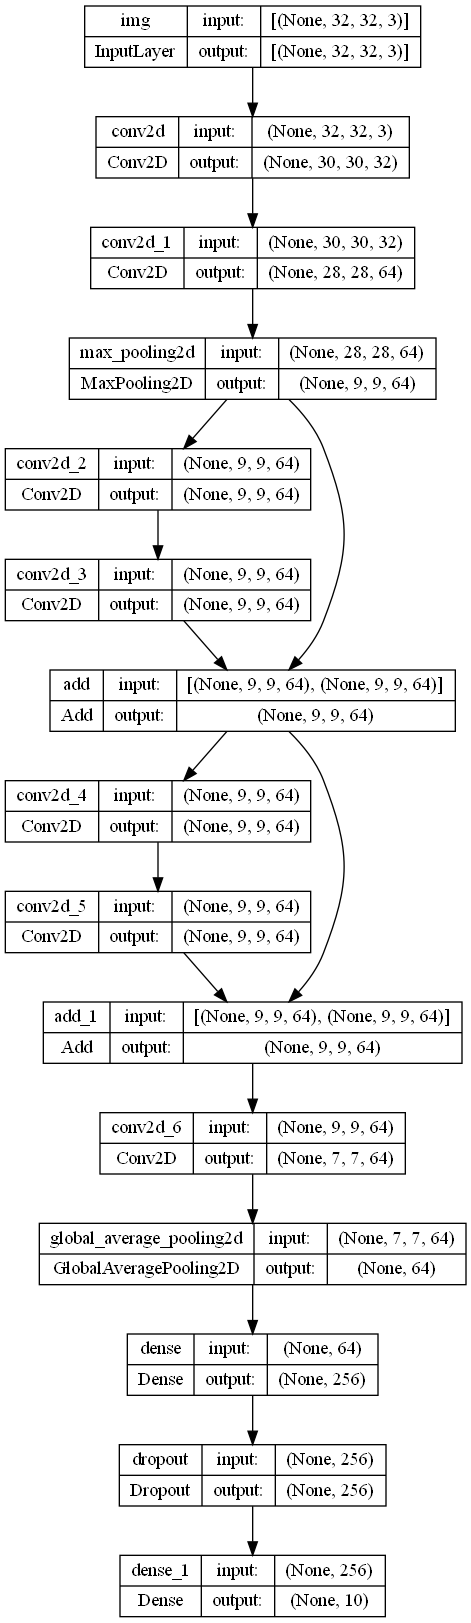 img input: [(None, 32, 32, 3)]
InputLayer output: [(None, 32, 32, 3)]
conv2d input: (None, 32, 32, 3)
Conv2D output: (None, 30, 30, 32)
conv2d_1 input: (None, 30, 30, 32)
Conv2D output: (None, 28, 28, 64)
max_pooling2d input: (None, 28, 28, 64)
MaxPooling2D output: (None, 9, 9, 64)
conv2d_2 input: (None, 9, 9, 64)
Conv2D output: (None, 9, 9, 64)
conv2d_3 input: (None, 9, 9, 64)
Conv2D output: (None, 9, 9, 64)
add input: [(None, 9, 9, 64), (None, 9, 9, 64)]
Add output: (None, 9, 9, 64)
conv2d_4 input: (None, 9, 9, 64)
Conv2D output: (None, 9, 9, 64)
conv2d_5 input: (None, 9, 9, 64)
Conv2D output: (None, 9, 9, 64)
add_1 input: [(None, 9, 9, 64), (None, 9, 9, 64)]
Add output: (None, 9, 9, 64)
conv2d_6 input: (None, 9, 9, 64)
Conv2D output: (None, 7, 7, 64)
global_average_pooling2d input: (None, 7, 7, 64)
GlobalAveragePooling2D output: (None, 64)
dense input: (None, 64)
Dense output: (None, 256)
dropout input: (None, 256)
Dropout output: (None, 256)
dense_1 input: (None, 256)
Dense output: (None, 10)